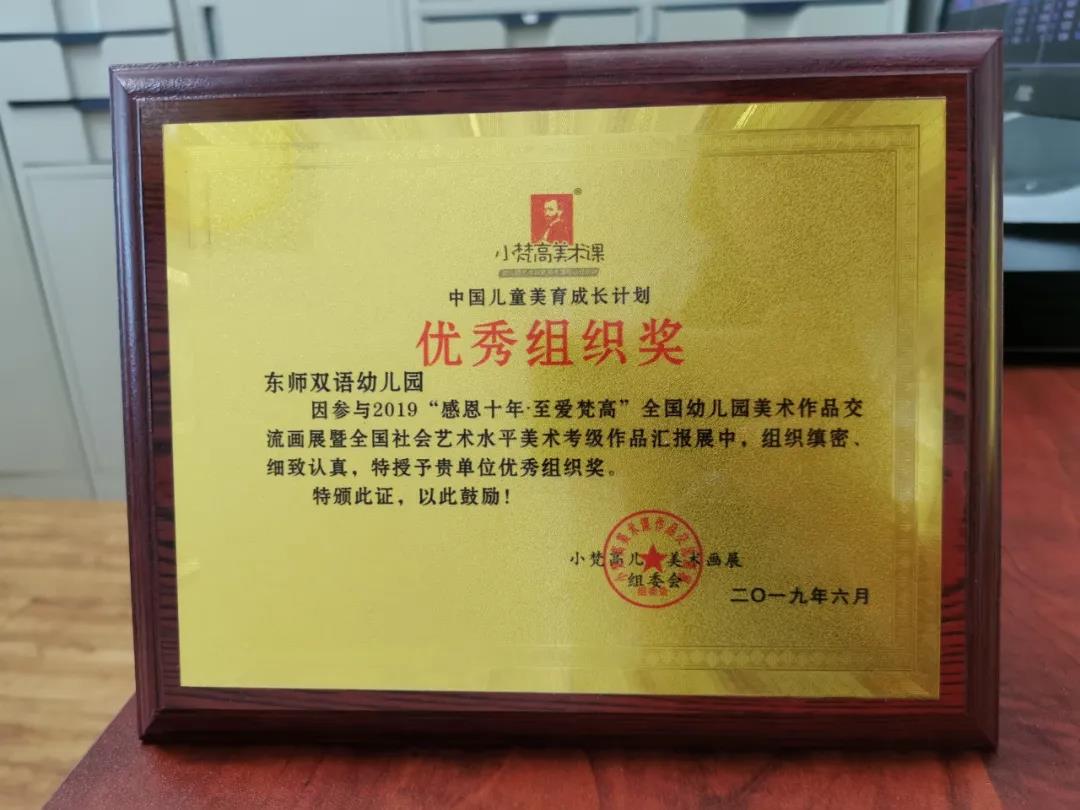 小梵高美术课
中国儿童美育成长计划
优秀组织奖
东师双语幼儿园
因参与2019“感恩十年·至爱梵高”全国幼儿园美术作品交
流画展暨全国社会艺术水平美术考级作品汇报展中，组织缜密、
细致认真，特授予贵单位优秀组织奖。
特颁此证，以此鼓励！
小梵高儿 美术画展
组委会
二〇一九年六月